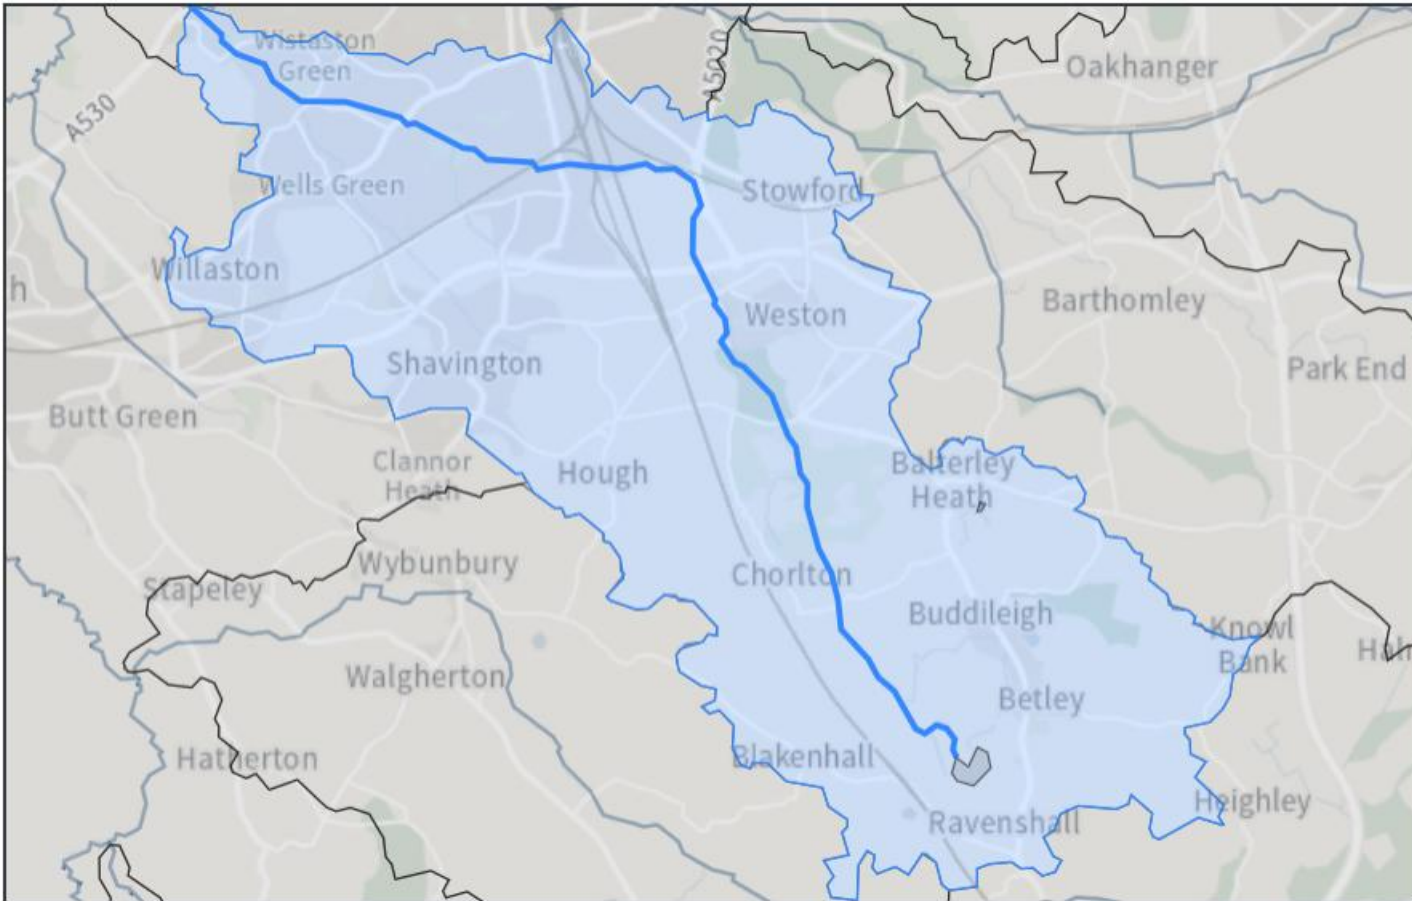 Wistaston
Green
A5020
Oakhanger
A530
Wells Green
Stowford
Willaston
h
Weston
Barthomley
Shavington
Park End
Butt Green
Clannor
Heath
Hough
Balterley
Heath
Wybunbury
Stapeley
Chorlton
Buddileigh
Knowl
Bank
Hal
Walgherton
Betley
Hatherton
Blakenhall
Heighley
Ravenshall